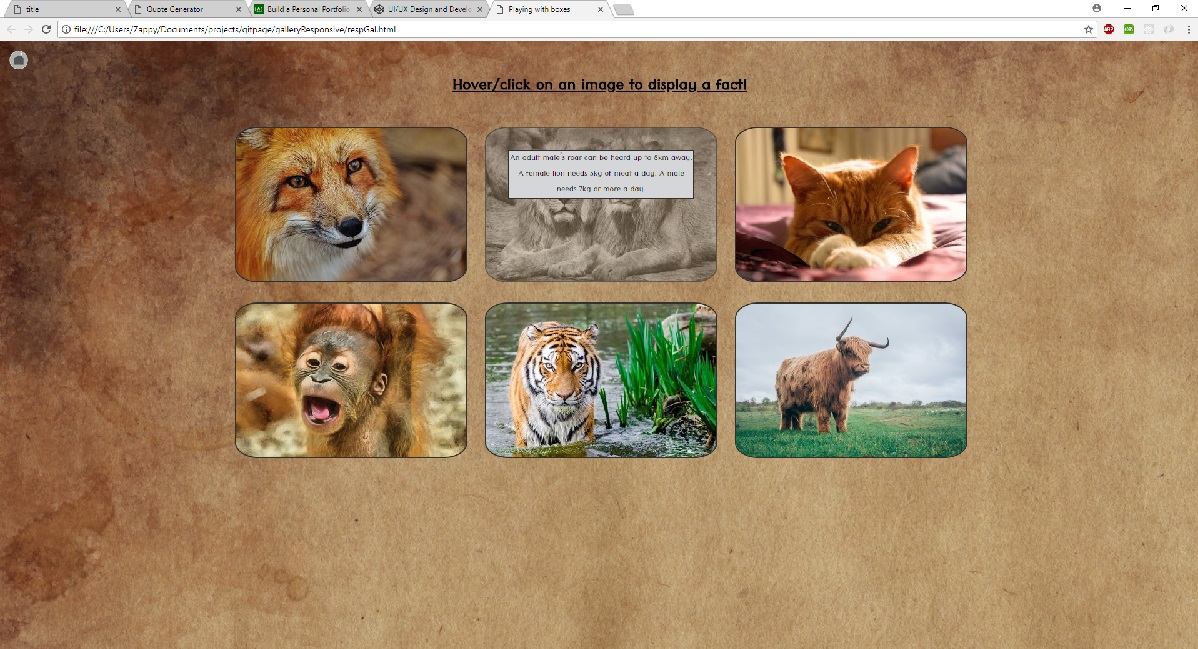 title
Quote Generator
Build a Personal Portfolio
UI/UX Design and Develo
Playing with boxes
file:///C:/Users/Zappy/Documents/projects/gitpage/galleryResponsive/respGal.html
Hover/click on an image to display a fact!
An adult male's roar can be heard up to 8km away.
A female lion needs 5kg of meat a day. A male
needs 7kg or more a day